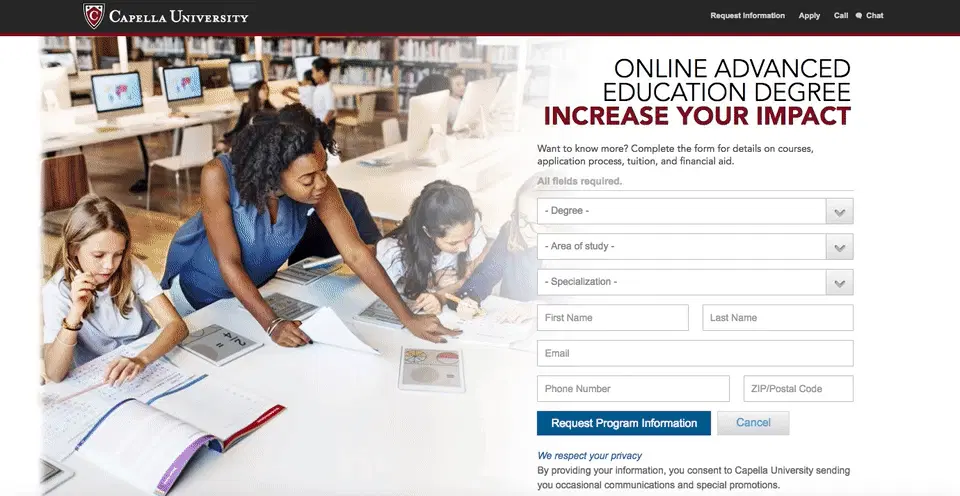 CAPELLA UNIVERSITY
Request Information Apply Call Chat
ONLINE ADVANCED
EDUCATION DEGREE
INCREASE YOUR IMPACT
Want to know more? Complete the form for details on courses,
application process, tuition, and financial aid.
All fields required.
- Degree -
- Area of study -
- Specialization -
First Name Last Name
Email
Phone Number ZIP/Postal Code
Request Program Information Cancel
We respect your privacy
By providing your information, you consent to Capella University sending
you occasional communications and special promotions.